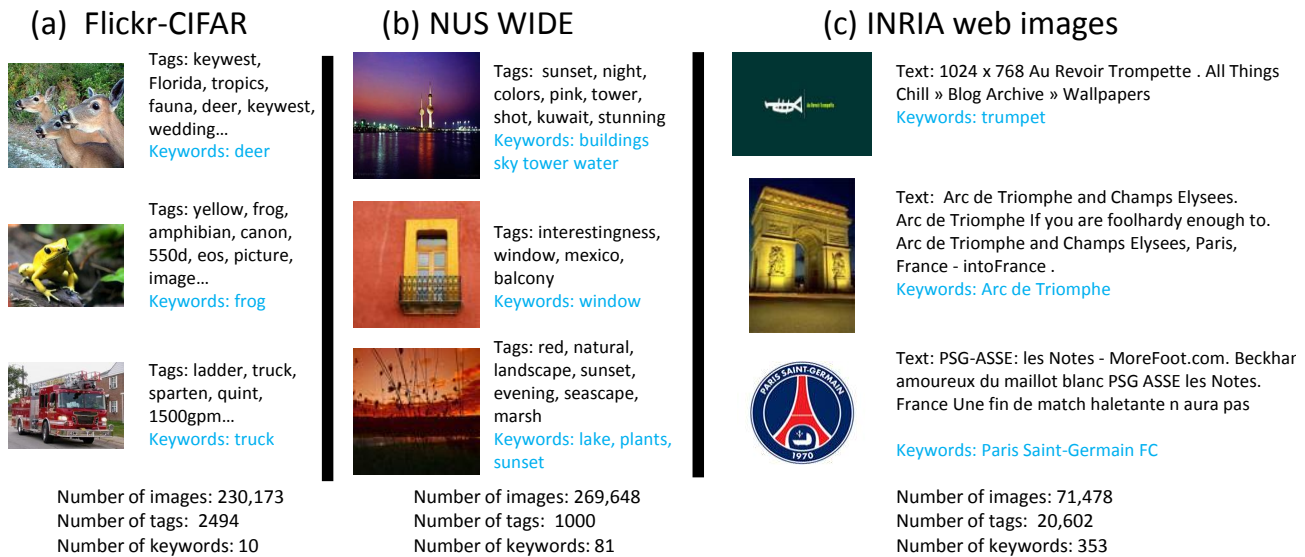 (a) Flickr-CIFAR
Tags: keywest,
Florida, tropics,
fauna, deer, keywest,
wedding…
Keywords: deer
Tags: yellow, frog,
amphibian, canon,
550d, eos, picture,
image…
Keywords: frog
Tags: ladder, truck,
sparten, quint,
1500gpm…
Keywords: truck
Number of images: 230,173
Number of tags: 2494
Number of keywords: 10
(b) NUS WIDE
Tags: sunset, night,
colors, pink, tower,
shot, kuwait, stunning
Keywords: buildings
sky tower water
Tags: interestingness,
window, mexico,
balcony
Keywords: window
Tags: red, natural,
landscape, sunset,
evening, seascape,
marsh
Keywords: lake, plants,
sunset
Number of images: 269,648
Number of tags: 1000
Number of keywords: 81
(c) INRIA web images
Au Revoir Trompette
Text: 1024 x 768 Au Revoir Trompette . All Things
Chill » Blog Archive » Wallpapers
Keywords: trumpet
Text: Arc de Triomphe and Champs Elysees.
Arc de Triomphe If you are foolhardy enough to.
Arc de Triomphe and Champs Elysees, Paris,
France - intoFrance .
Keywords: Arc de Triomphe
PARIS SAINT-GERMAIN
1970
Text: PSG-ASSE: les Notes - MoreFoot.com. Beckham
amoureux du maillot blanc PSG ASSE les Notes.
France Une fin de match haletante n aura pas
Keywords: Paris Saint-Germain FC
Number of images: 71,478
Number of tags: 20,602
Number of keywords: 353